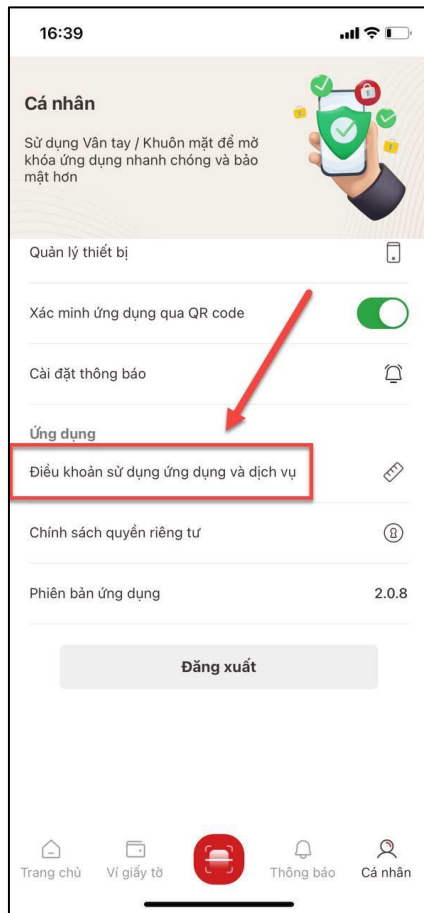 16:39
Cá nhân
Sử dụng Vân tay / Khuôn mặt để mở
khóa ứng dụng nhanh chóng và bảo
mật hơn
Quản lý thiết bị
Xác minh ứng dụng qua QR code
Cài đặt thông báo
Ứng dụng
Điều khoản sử dụng ứng dụng và dịch vụ
Chính sách quyền riêng tư
Phiên bản ứng dụng 2.0.8
Đăng xuất
Trang chủ Ví giấy tờ Thông báo Cá nhân